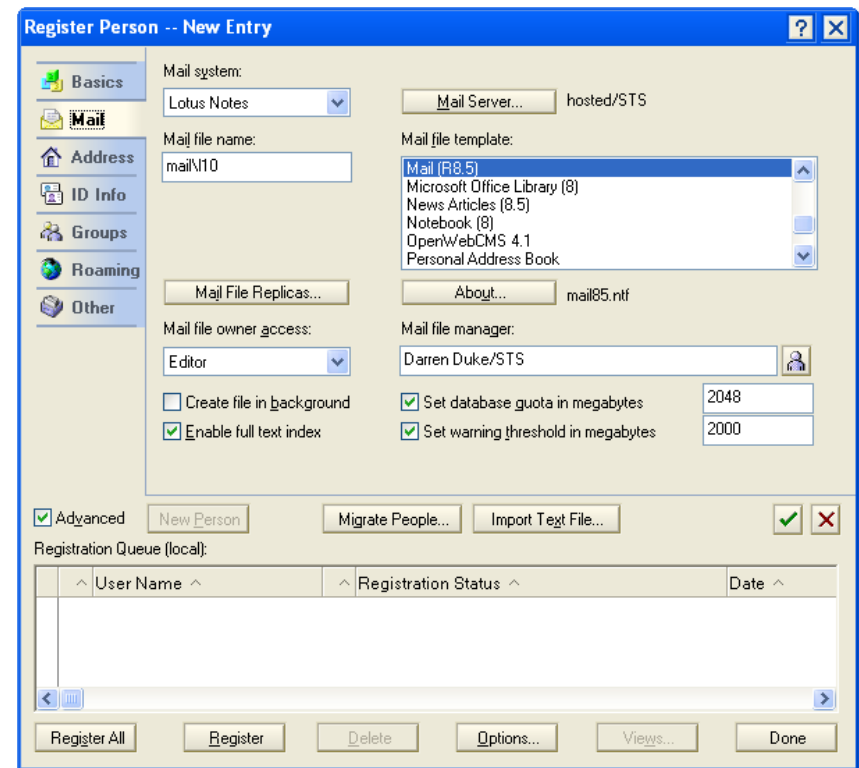 Register Person -- New Entry
Basics
Mail
Address
ID Info
Groups
Roaming
Other
Mail system:
Lotus Notes
Mail Server...
hosted/STS
Mail file name:
mail\l10
Mail file template:
Mail (R8.5)
Microsoft Office Library (8)
News Articles (8.5)
Notebook (8)
OpenWebCMS 4.1
Personal Address Book
Mail File Replicas...
About...
mail85.ntf
Mail file owner access:
Editor
Mail file manager:
Darren Duke/STS
Create file in background
Set database quota in megabytes
2048
Enable full text index
Set warning threshold in megabytes
2000
Advanced
New Person
Migrate People...
Import Text File...
Registration Queue (local):
User Name
Registration Status
Date
Register All
Register
Delete
Options...
Views...
Done